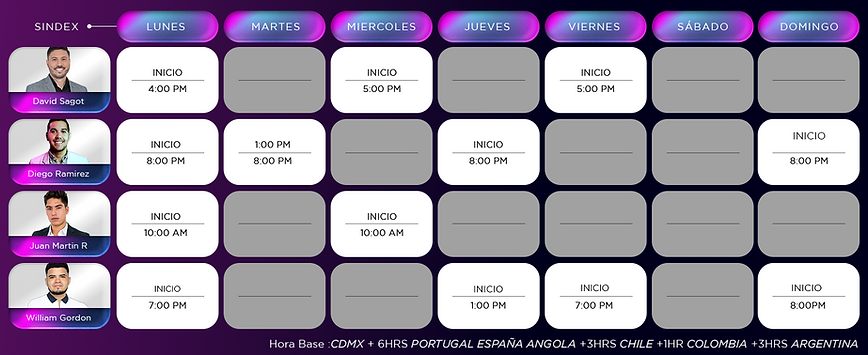 SINDEX LUNES MARTES MIERCOLES JUEVES VIERNES SÁBADO DOMINGO
INICIO INICIO INICIO
4:00 PM 5:00 PM 5:00 PM
David Sagot
INICIO 1:00 PM INICIO INICIO
8:00 PM 8:00 PM 8:00 PM 8:00 PM
Diego Ramirez
INICIO INICIO
10:00 AM 10:00 AM
Juan Martin R
INICIO INICIO INICIO INICIO
7:00 PM 1:00 PM 7:00 PM 8:00PM
William Gordon
Hora Base :CDMX + 6HRS PORTUGAL ESPAÑA ANGOLA +3HRS CHILE +1HR COLOMBIA +3HRS ARGENTINA